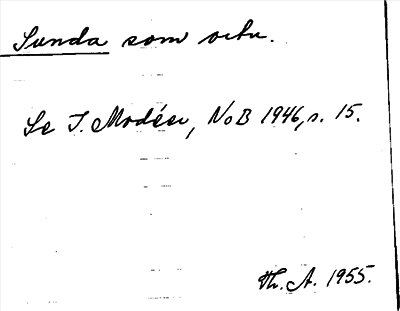 Sunda som ortn.
Se I. Modéer, NoB 1946, s. 15.
Th. A. 1955.